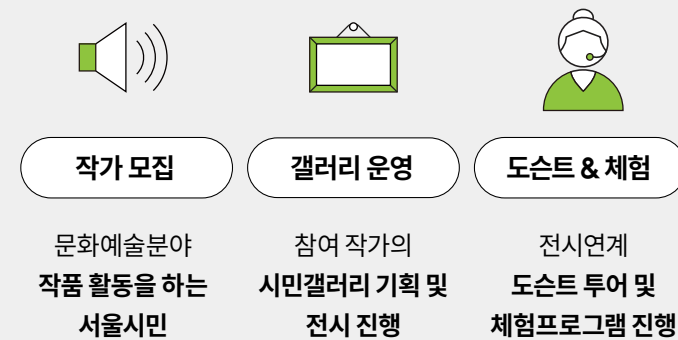 작가 모집
문화예술분야
작품 활동을 하는
서울시민
갤러리 운영
참여 작가의
시민갤러리 기획 및
전시 진행
도슨트 & 체험
전시연계
도슨트 투어 및
체험프로그램 진행